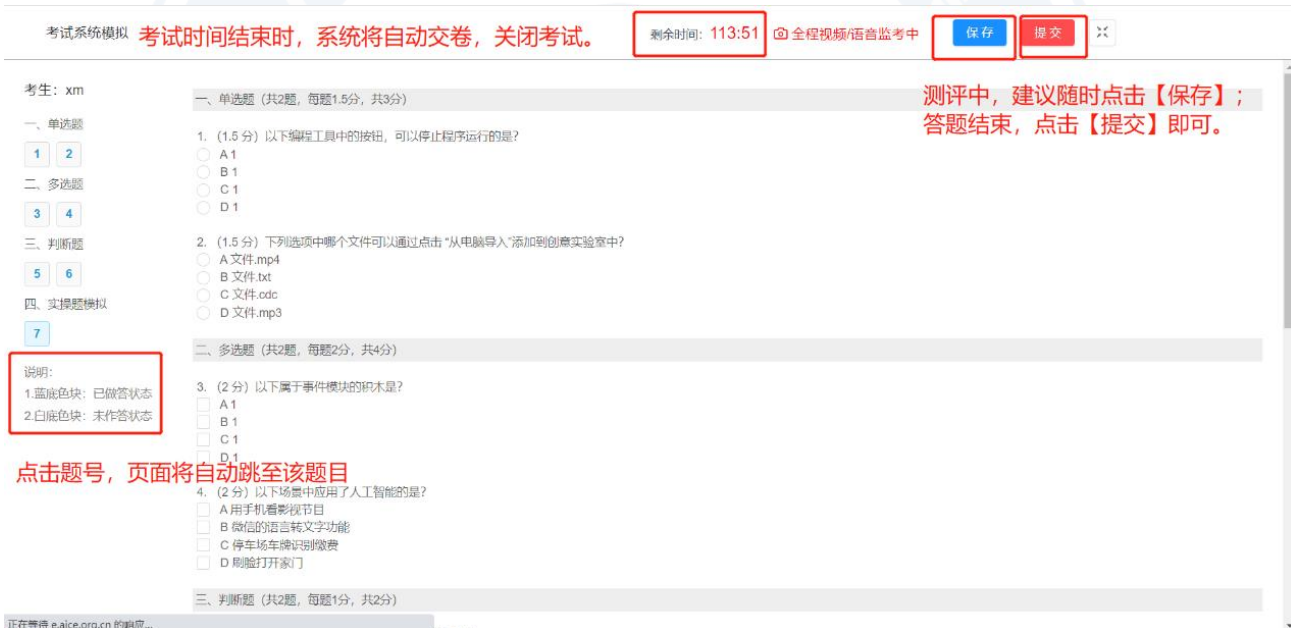 考试系统模拟 考试时间结束时，系统将自动交卷，关闭考试。 剩余时间：113:51 全程视频/语音监考中 保存 提交
考生：xm
测评中，建议随时点击【保存】；
答题结束，点击【提交】即可。
一、单选题
1 2
二、多选题
3 4
三、判断题
5 6
四、实操题模拟
7
说明：
1.蓝底色块：已做答状态
2.白底色块：未作答状态
点击题号，页面将自动跳至该题目
一、单选题（共2题，每题1.5分，共3分）
1. （1.5 分）以下编程工具中的按钮，可以停止程序运行的是?
A 1
B 1
C 1
D 1
2. （1.5 分）下列选项中哪个文件可以通过点击 “从电脑导入”添加到创意实验室中?
A 文件.mp4
B 文件.txt
C 文件.cdc
D 文件.mp3
二、多选题（共2题，每题2分，共4分）
3. （2 分）以下属于事件模块的积木是?
A 1
B 1
C 1
D 1
4. （2 分）以下场景中应用了人工智能的是?
A 用手机看影视节目
B 微信的语言转文字功能
C 停车场车牌识别缴费
D 刷脸打开家门
三、判断题（共2题，每题1分，共2分）
正在等待 e.aice.org.cn 的响应...